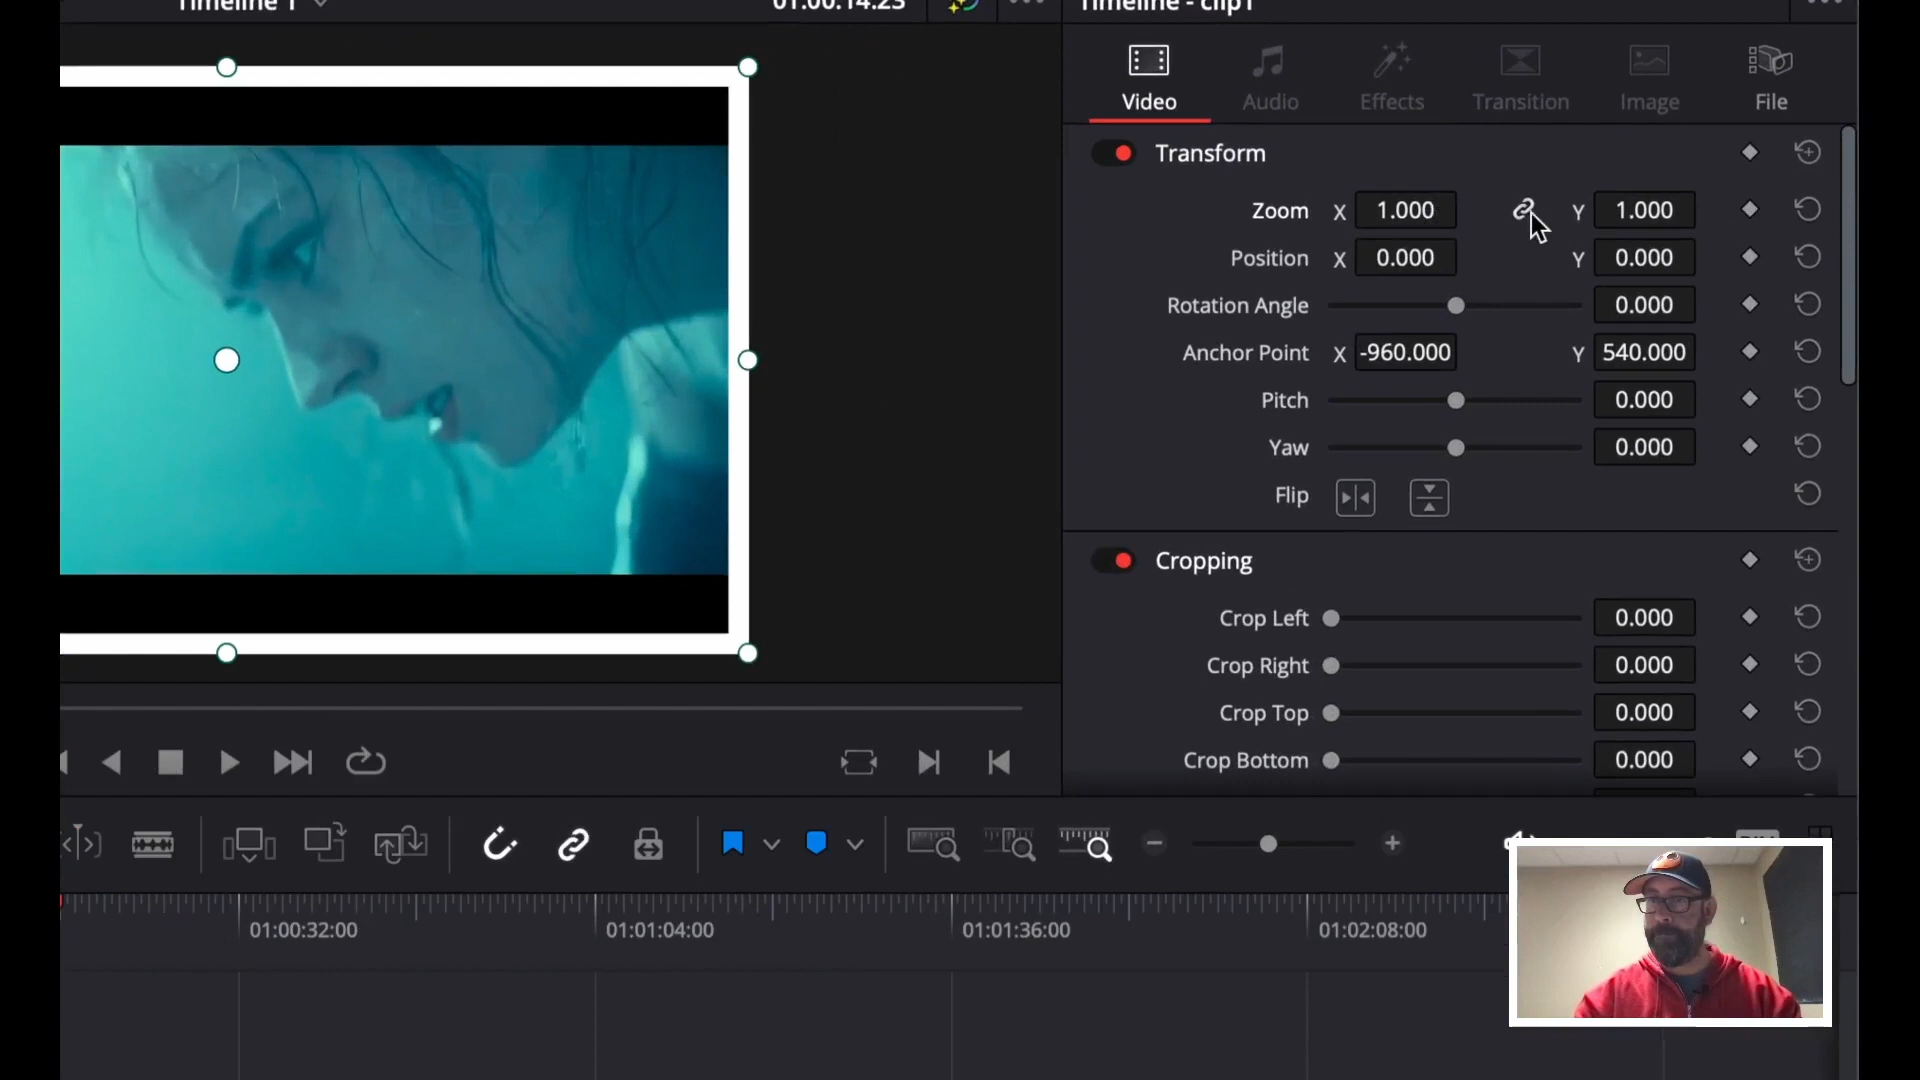 Timeline 1
01:00:14:23
Timeline - clip1
Video
Audio
Effects
Transition
Image
File
Transform
Zoom X 1.000 Y 1.000
Position X 0.000 Y 0.000
Rotation Angle 0.000
Anchor Point X -960.000 Y 540.000
Pitch 0.000
Yaw 0.000
Flip
Cropping
Crop Left 0.000
Crop Right 0.000
Crop Top 0.000
Crop Bottom 0.000
01:00:32:00
01:01:04:00
01:01:36:00
01:02:08:00